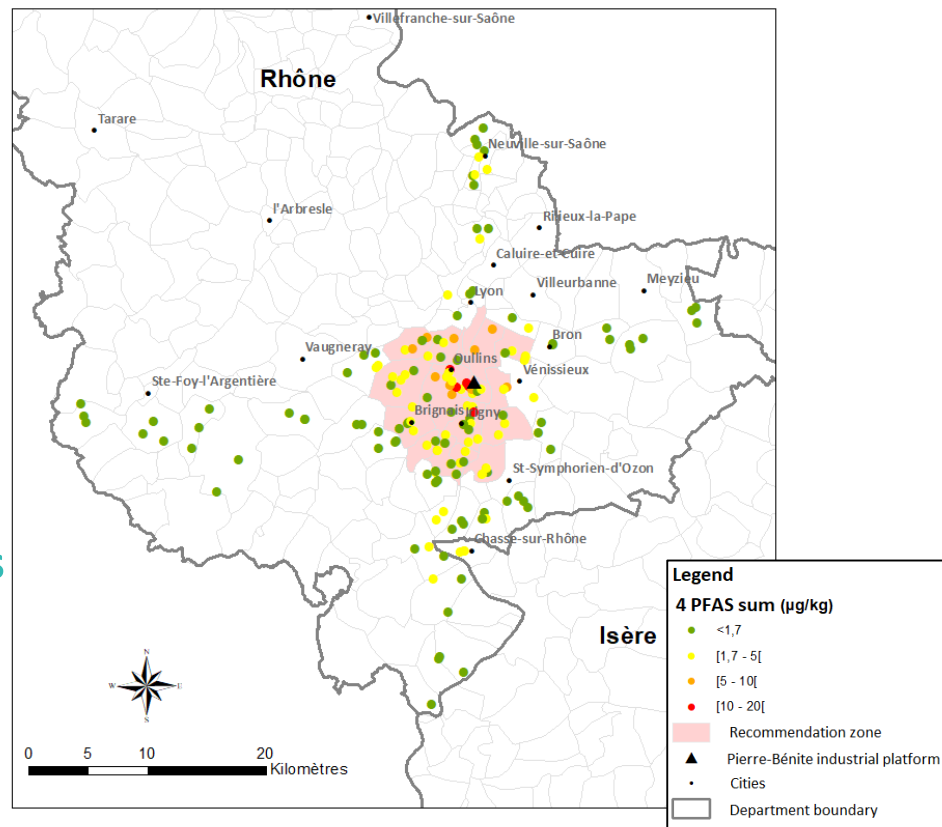 Villefranche-sur-Saône
Rhône
Tarare
Neuville-sur-Saône
l'Arbresle
Rillieux-la-Pape
Caluire-et-Cuire
Villeurbanne
Meyzieu
Lyon
Bron
Vaugneray
Oullins
Vénissieux
Ste-Foy-l'Argentière
Brignais
Irigny
St-Symphorien-d'Ozon
Chasse-sur-Rhône
S
Isère
N
W
E
S
0 5 10 20
Kilomètres
Legend
4 PFAS sum (µg/kg)
<1,7
[1,7 - 5[
[5 - 10[
[10 - 20[
Recommendation zone
Pierre-Bénite industrial platform
Cities
Department boundary